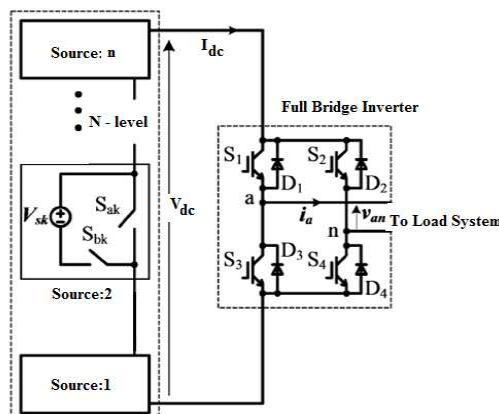 Source: n
I dc
N - level
Full Bridge Inverter
S1
S2
D1
D2
Vsk
Sak
Sbk
Vdc
a
ia
van
To Load System
n
S3
D3
S4
D4
Source:2
Source:1